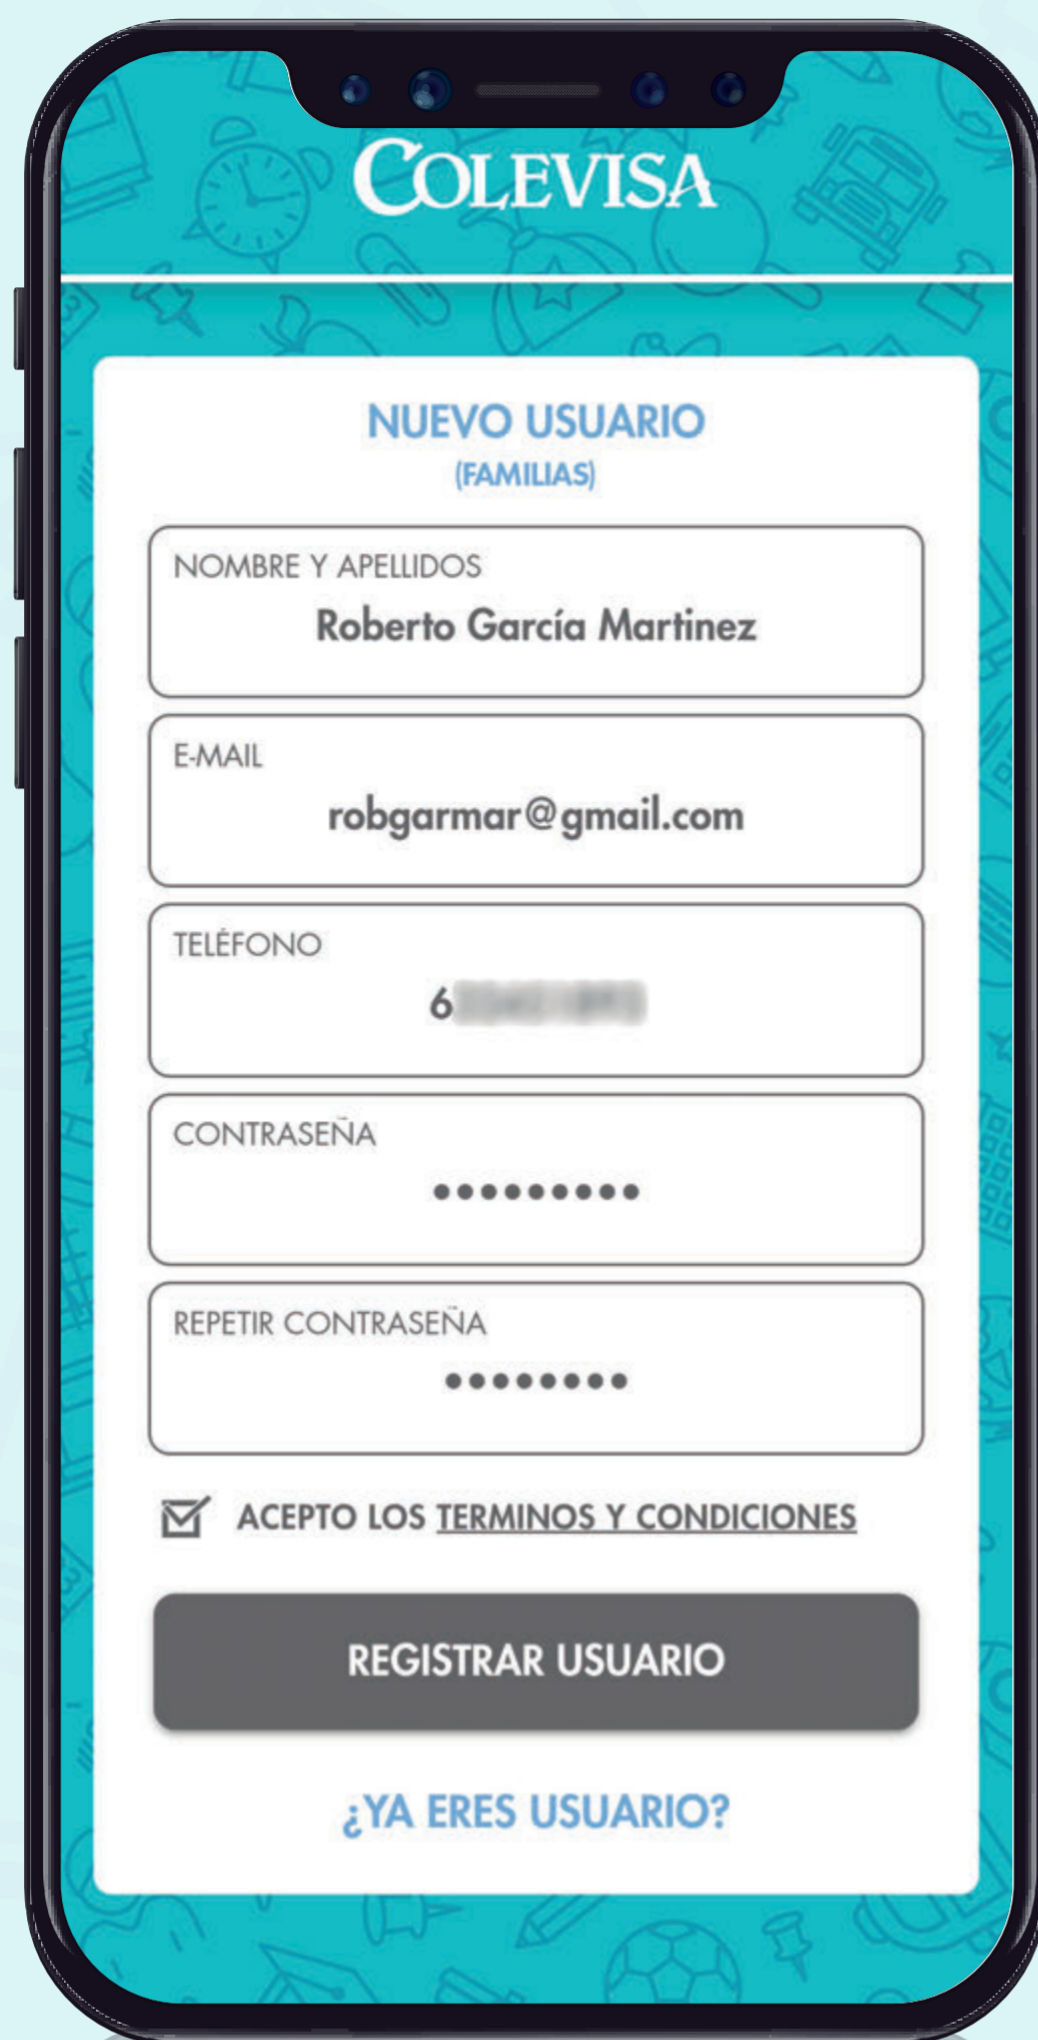 COLEVISA
NUEVO USUARIO
(FAMILIAS)
NOMBRE Y APELLIDOS
Roberto García Martinez
E-MAIL
robgarmar@gmail.com
TELÉFONO
6
CONTRASEÑA
•••••••••
REPETIR CONTRASEÑA
••••••••
ACEPTO LOS TERMINOS Y CONDICIONES
REGISTRAR USUARIO
¿YA ERES USUARIO?